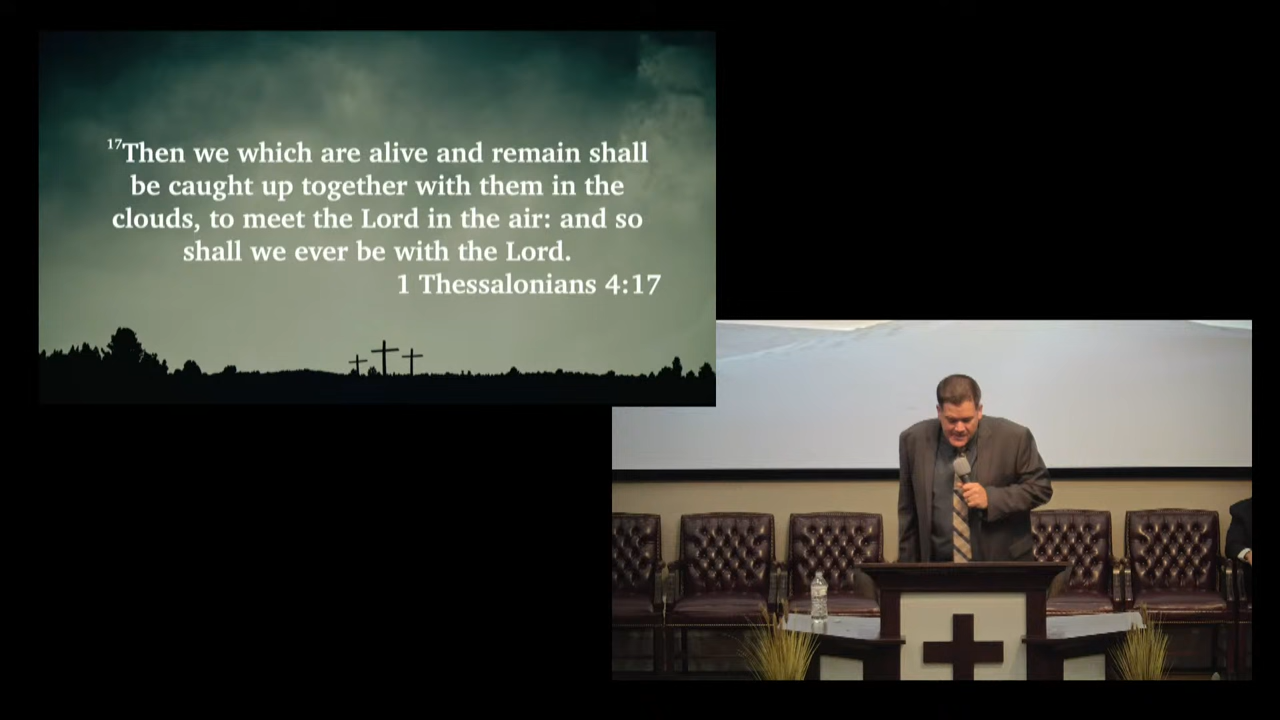 ¹⁷Then we which are alive and remain shall
be caught up together with them in the
clouds, to meet the Lord in the air: and so
shall we ever be with the Lord.
1 Thessalonians 4:17